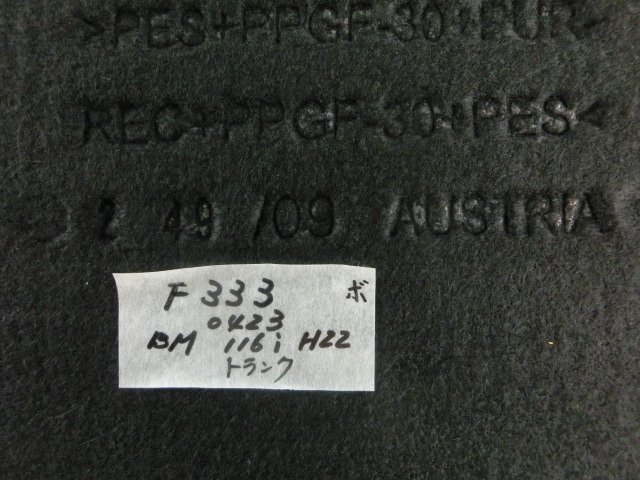 >PES+PPGF-30+PUR-
REC+PPGF-30+PES<
2 49 /09 AUSTRIA
F 333 ボ
0423
BM 116i H22
トランク